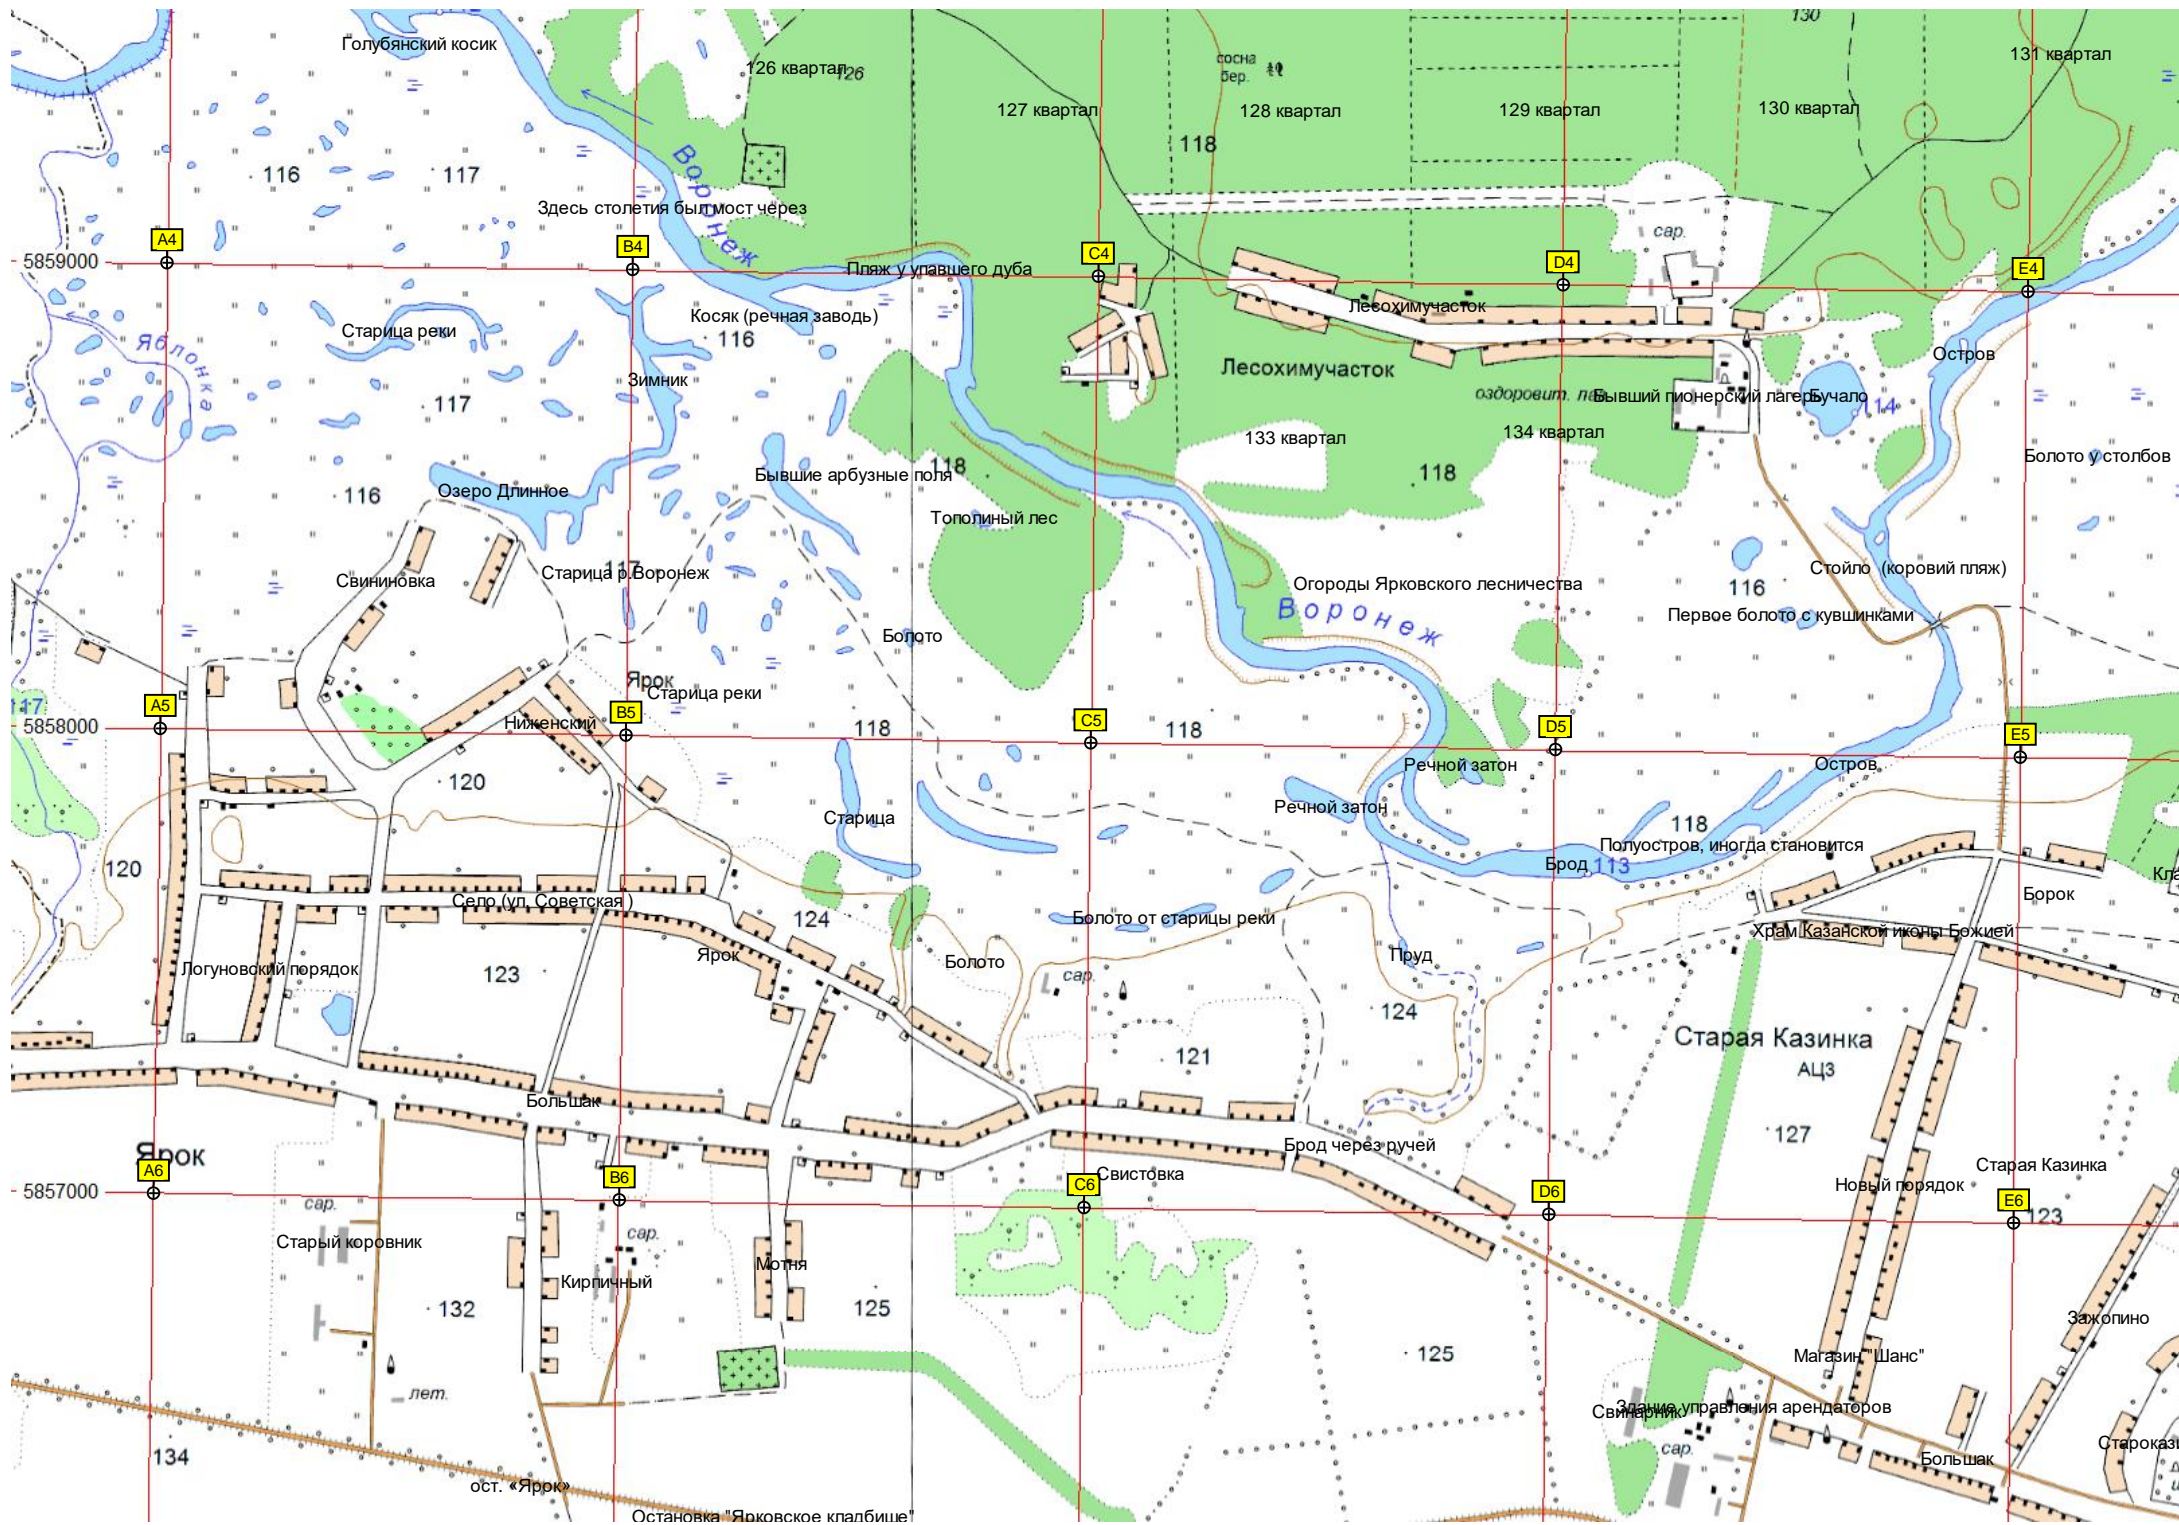 130
Голубянский косик
131 квартал
126 квартал
126
сосна
бер.
127 квартал
128 квартал
129 квартал
130 квартал
118
116
117
Воронеж
Здесь столетия был мост через
A4
B4
C4
D4
E4
сар.
5859000
Пляж у упавшего дуба
Косяк (речная заводь)
Лесохимучасток
Старица реки
Яблонка
116
Остров
Лесохимучасток
Зимник
117
оздоровит. лаг.
Бывший пионерский лагерь
Бучало
114
133 квартал
134 квартал
Болото у столбов
118
Бывшие арбузные поля
118
116
Озеро Длинное
Тополиный лес
117
Старица р.Воронеж
Свининовка
Стойло (коровий пляж)
Огороды Ярковского лесничества
116
Воронеж
Первое болото с кувшинками
Болото
Ярок
Старица реки
117
A5
B5
C5
D5
E5
Ниженский
118
118
5858000
Речной затон
Остров
120
Речной затон
Старица
118
Полуостров, иногда становится
Брод
113
120
Борок
Село (ул. Советская )
124
Болото от старицы реки
Храм Казанской иконы Божией
Ярок
Пруд
Логуновский порядок
123
Болото
сар.
124
Старая Казинка
121
АЦЗ
Большак
127
Брод через ручей
Ярок
Старая Казинка
A6
B6
C6
Свистовка
D6
Новый порядок
E6
5857000
123
сар.
сар.
Старый коровник
Мотня
Кирпичный
132
125
Зажопино
125
Магазин "Шанс"
лет.
Свинарник
Здание управления арендаторов
сар.
134
Большак
ост. «Ярок»
Остановка "Ярковское кладбище"